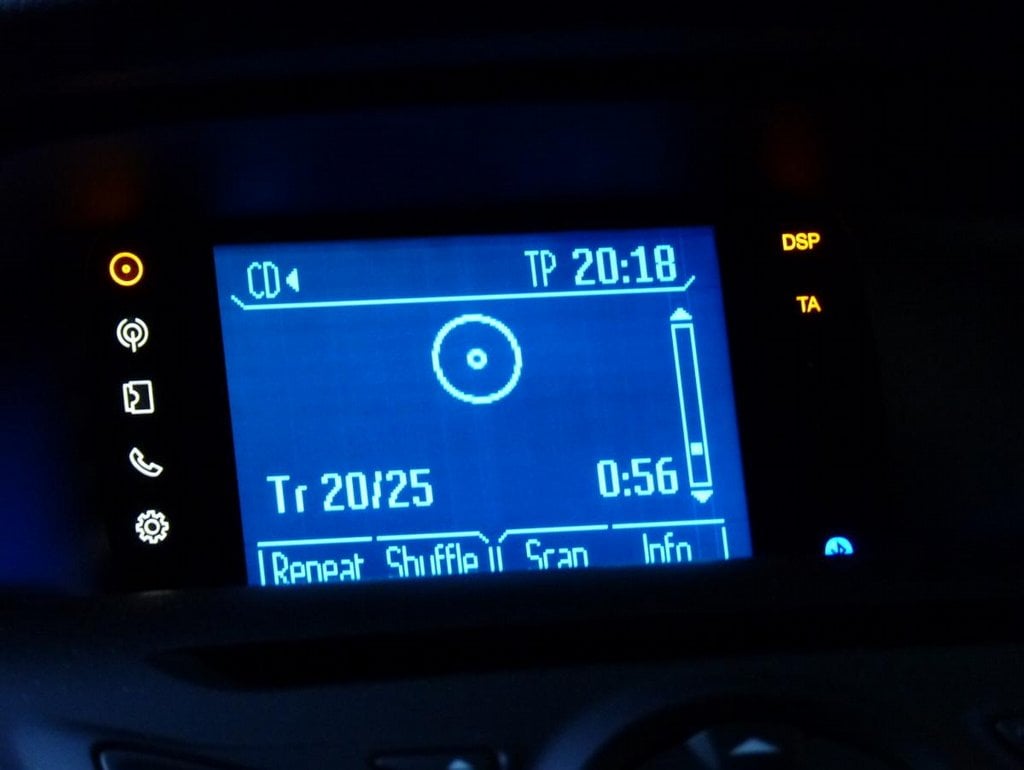 CD TP 20:18
DSP
TA
Tr 20/25 0:56
Repeat Shuffle Scan Info